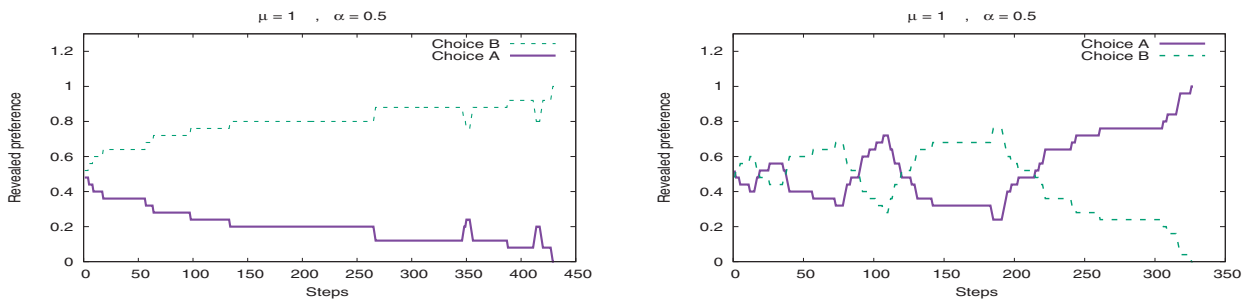 μ = 1 , α = 0.5
Choice B
Choice A
Revealed preference
1.2
1
0.8
0.6
0.4
0.2
0
0 50 100 150 200 250 300 350 400 450
Steps
μ = 1 , α = 0.5
Choice A
Choice B
Revealed preference
1.2
1
0.8
0.6
0.4
0.2
0
0 50 100 150 200 250 300 350
Steps